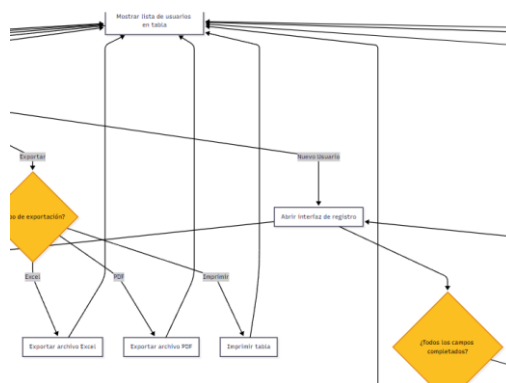 Mostrar lista de usuarios
en tabla
Exportar
Nuevo Usuario
de exportación?
Abrir interfaz de registro
Excel
PDF
Imprimir
Exportar archivo Excel
Exportar archivo PDF
Imprimir tabla
¿Todos los campos
completados?